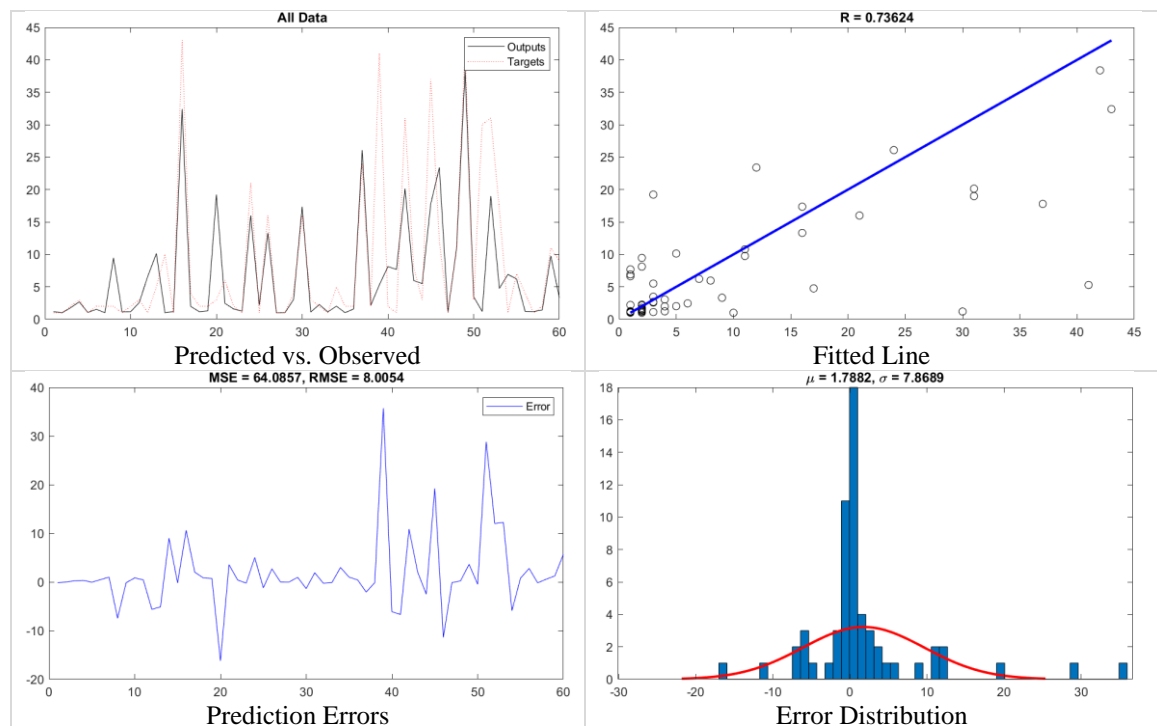 All Data
45
40
35
30
25
20
15
10
5
0
0 10 20 30 40 50 60
Outputs
Targets
Predicted vs. Observed
R = 0.73624
45
40
35
30
25
20
15
10
5
0
0 5 10 15 20 25 30 35 40 45
Fitted Line
MSE = 64.0857, RMSE = 8.0054
40
30
20
10
0
-10
-20
0 10 20 30 40 50 60
Error
Prediction Errors
μ = 1.7882, σ = 7.8689
18
16
14
12
10
8
6
4
2
0
-30 -20 -10 0 10 20 30
Error Distribution